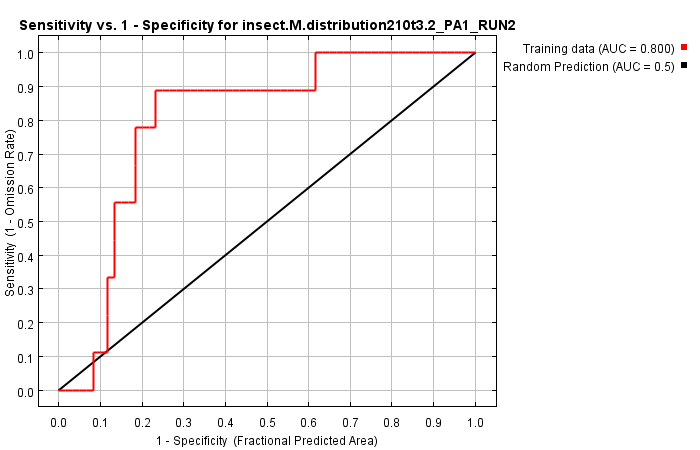 Sensitivity vs. 1 - Specificity for insect.M.distribution210t3.2_PA1_RUN2
Training data (AUC = 0.800)
Random Prediction (AUC = 0.5)
Sensitivity (1 - Omission Rate)
1.0
0.9
0.8
0.7
0.6
0.5
0.4
0.3
0.2
0.1
0.0
0.0 0.1 0.2 0.3 0.4 0.5 0.6 0.7 0.8 0.9 1.0
1 - Specificity (Fractional Predicted Area)